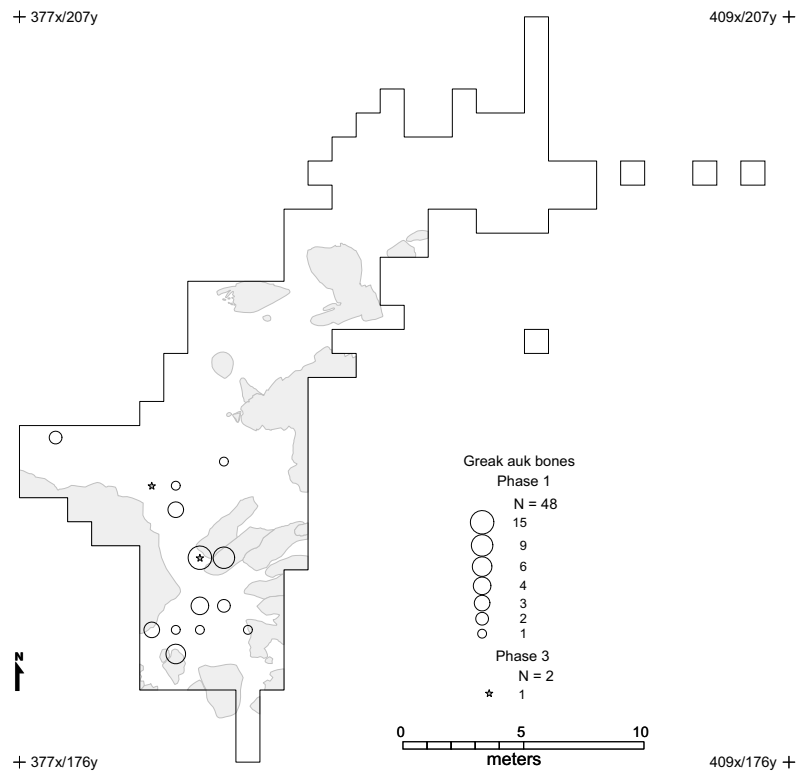 377x/207y
409x/207y
Greak auk bones
Phase 1
N = 48
15
9
6
4
3
2
1
Phase 3
N = 2
1
N
0 5 10
meters
377x/176y
409x/176y